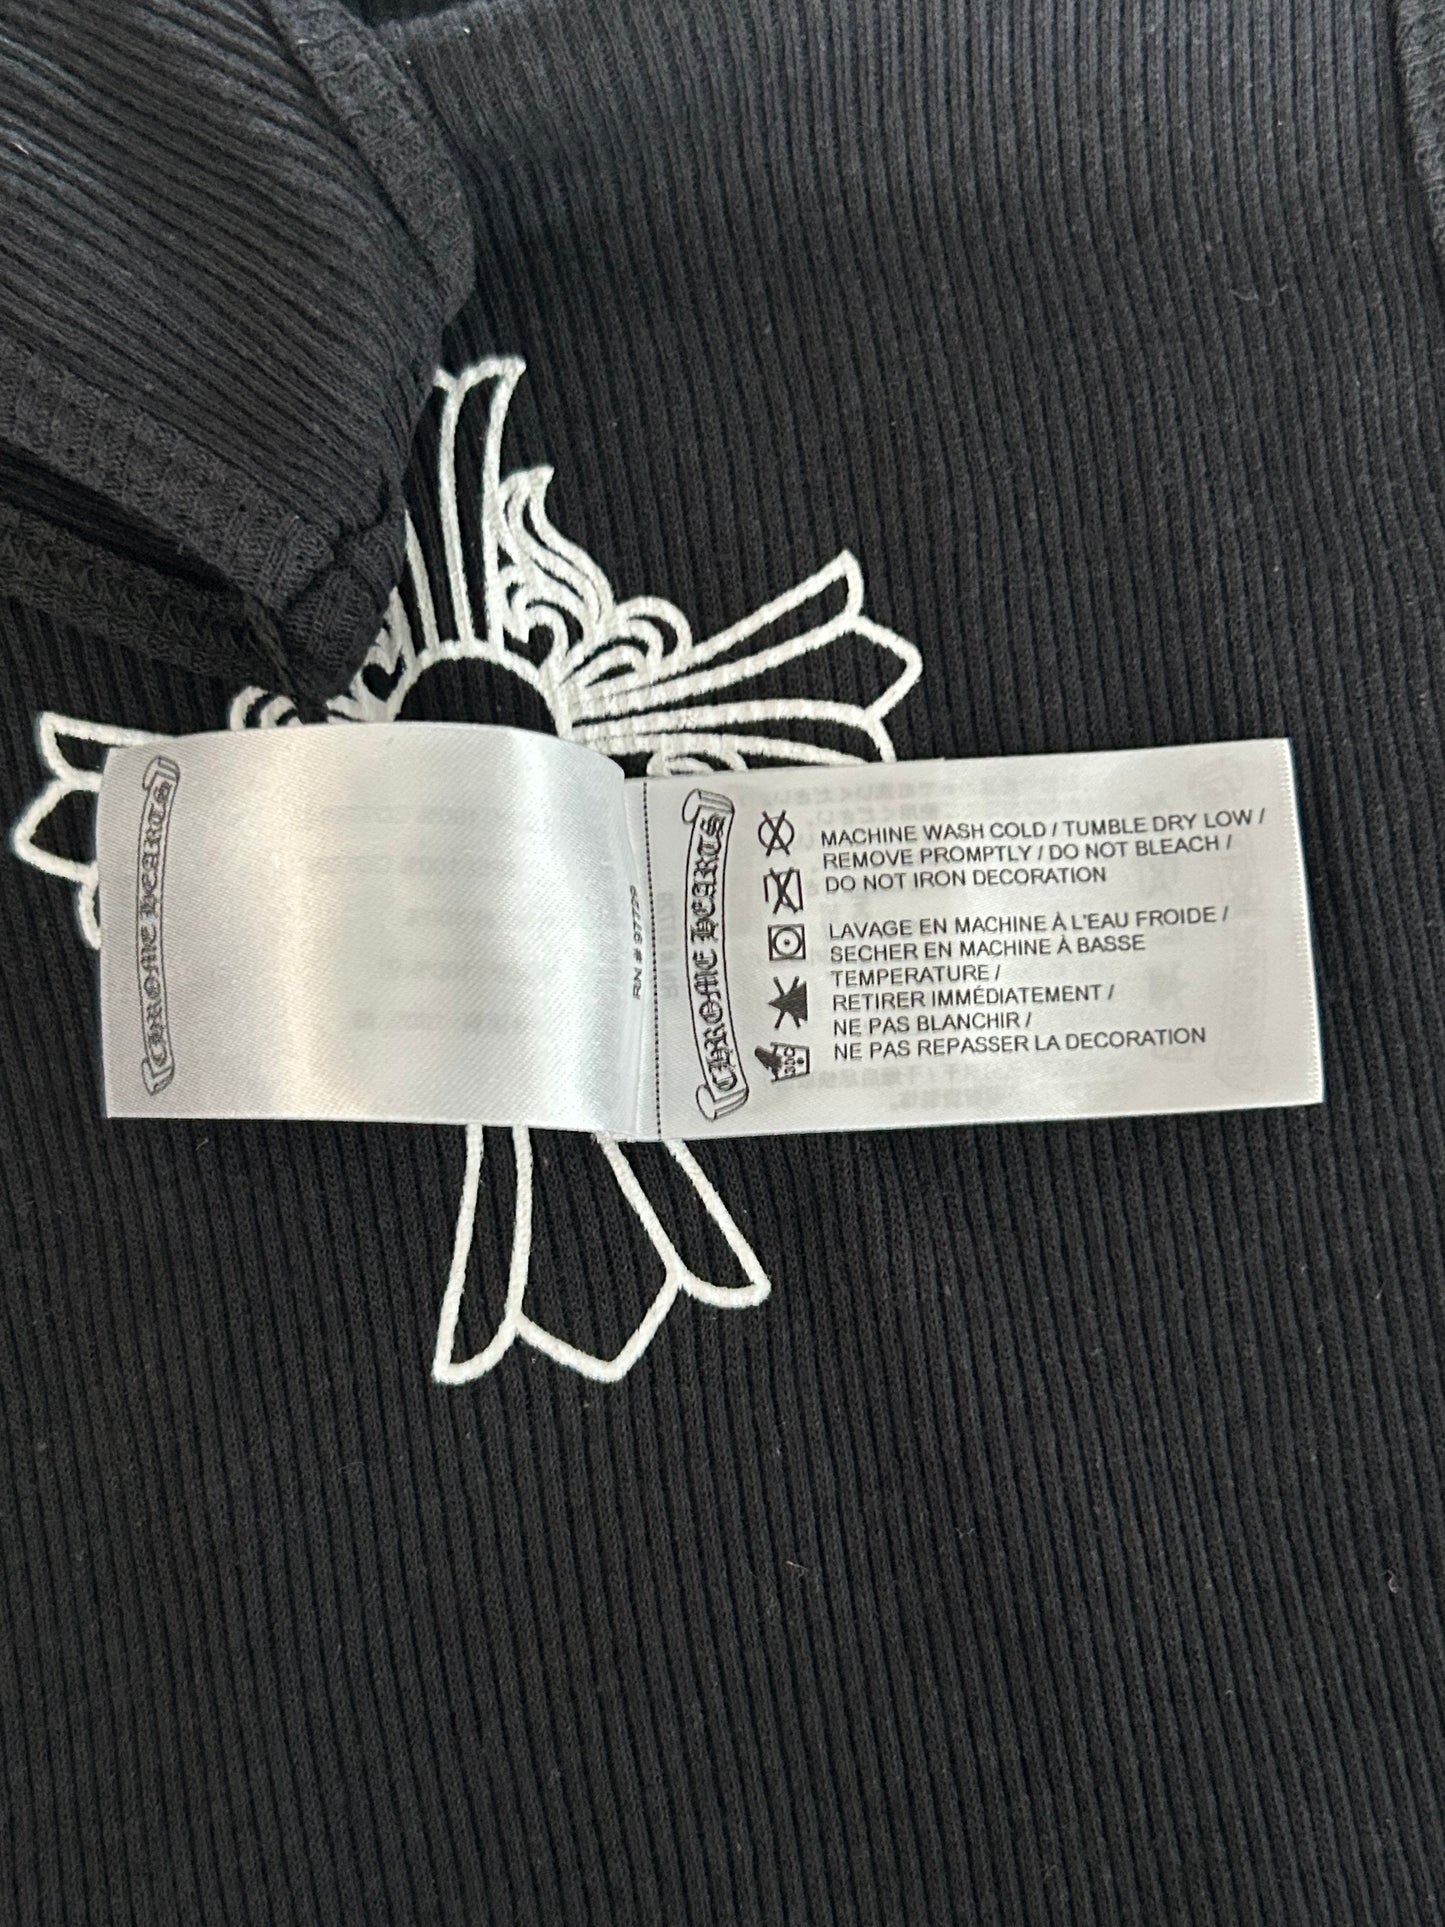 CHROME HEARTS
RN # 97729
CHROME HEARTS
MACHINE WASH COLD / TUMBLE DRY LOW /
REMOVE PROMPTLY / DO NOT BLEACH /
DO NOT IRON DECORATION
LAVAGE EN MACHINE À L'EAU FROIDE /
SECHER EN MACHINE À BASSE
TEMPERATURE /
RETIRER IMMÉDIATEMENT /
NE PAS BLANCHIR /
NE PAS REPASSER LA DECORATION